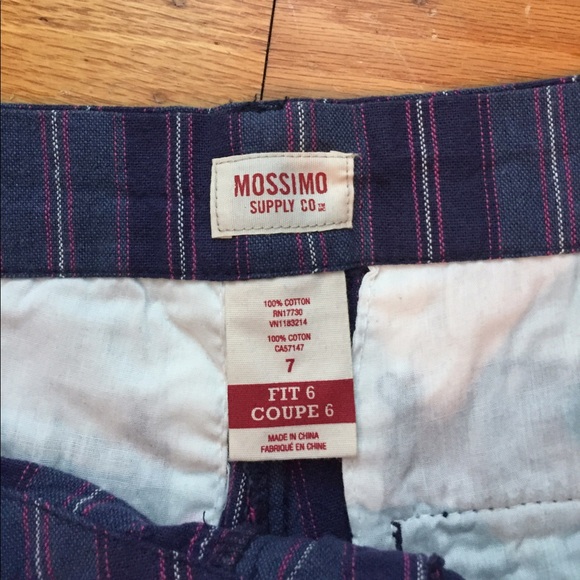 MOSSIMO
SUPPLY CO
100% COTTON
RN17730
VN1183214
100% COTON
CA57147
7
FIT 6
COUPE 6
MADE IN CHINA
FABRIQUÉ EN CHINE